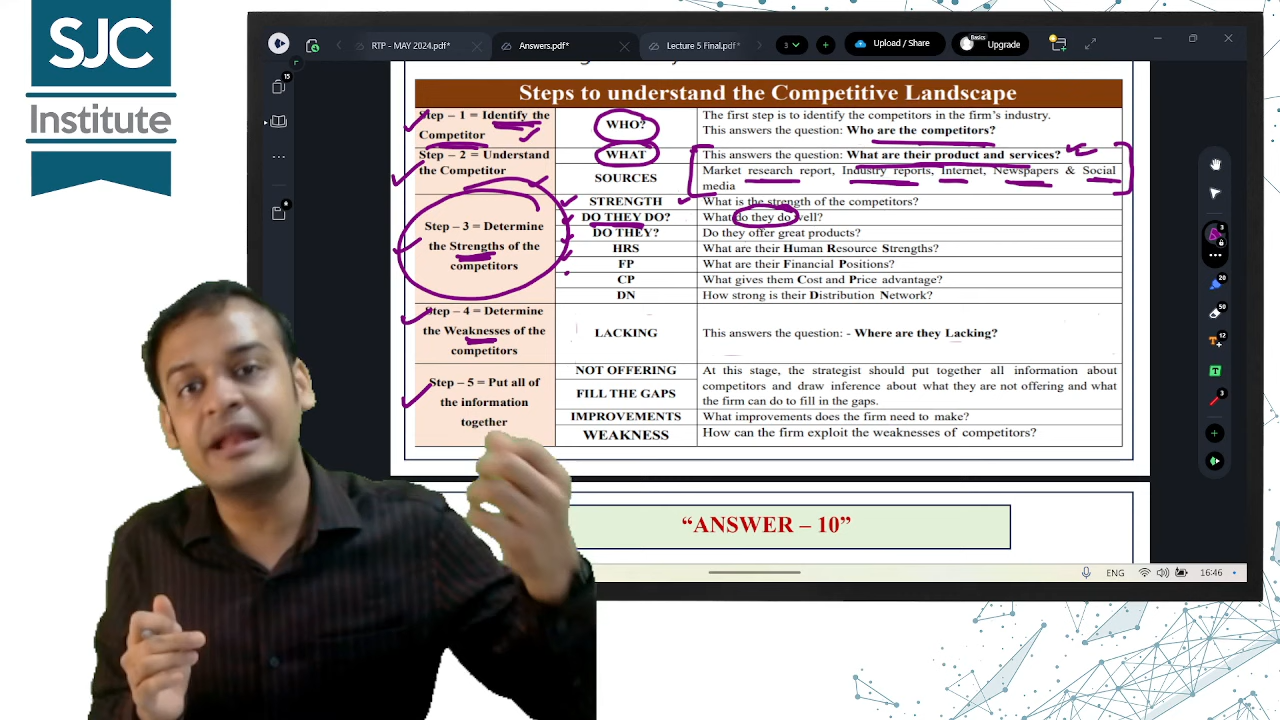 SJC
Institute
15
RTP - MAY 2024.pdf*
Answers.pdf*
Lecture 5 Final.pdf*
3
Upload / Share
Basics
Upgrade
Steps to understand the Competitive Landscape
Step – 1 = Identify the
Competitor
WHO?
The first step is to identify the competitors in the firm's industry.
This answers the question: Who are the competitors?
Step – 2 = Understand
the Competitor
WHAT
This answers the question: What are their product and services?
SOURCES
Market research report, Industry reports, Internet, Newspapers & Social
media
Step – 3 = Determine
the Strengths of the
competitors
STRENGTH
What is the strength of the competitors?
DO THEY DO?
What do they do well?
DO THEY?
Do they offer great products?
HRS
What are their Human Resource Strengths?
FP
What are their Financial Positions?
CP
What gives them Cost and Price advantage?
DN
How strong is their Distribution Network?
Step – 4 = Determine
the Weaknesses of the
competitors
LACKING
This answers the question: - Where are they Lacking?
Step – 5 = Put all of
the information
together
NOT OFFERING
FILL THE GAPS
At this stage, the strategist should put together all information about
competitors and draw inference about what they are not offering and what
the firm can do to fill in the gaps.
IMPROVEMENTS
What improvements does the firm need to make?
WEAKNESS
How can the firm exploit the weaknesses of competitors?
“ANSWER – 10”
3
20
50
12
3
ENG
16:46